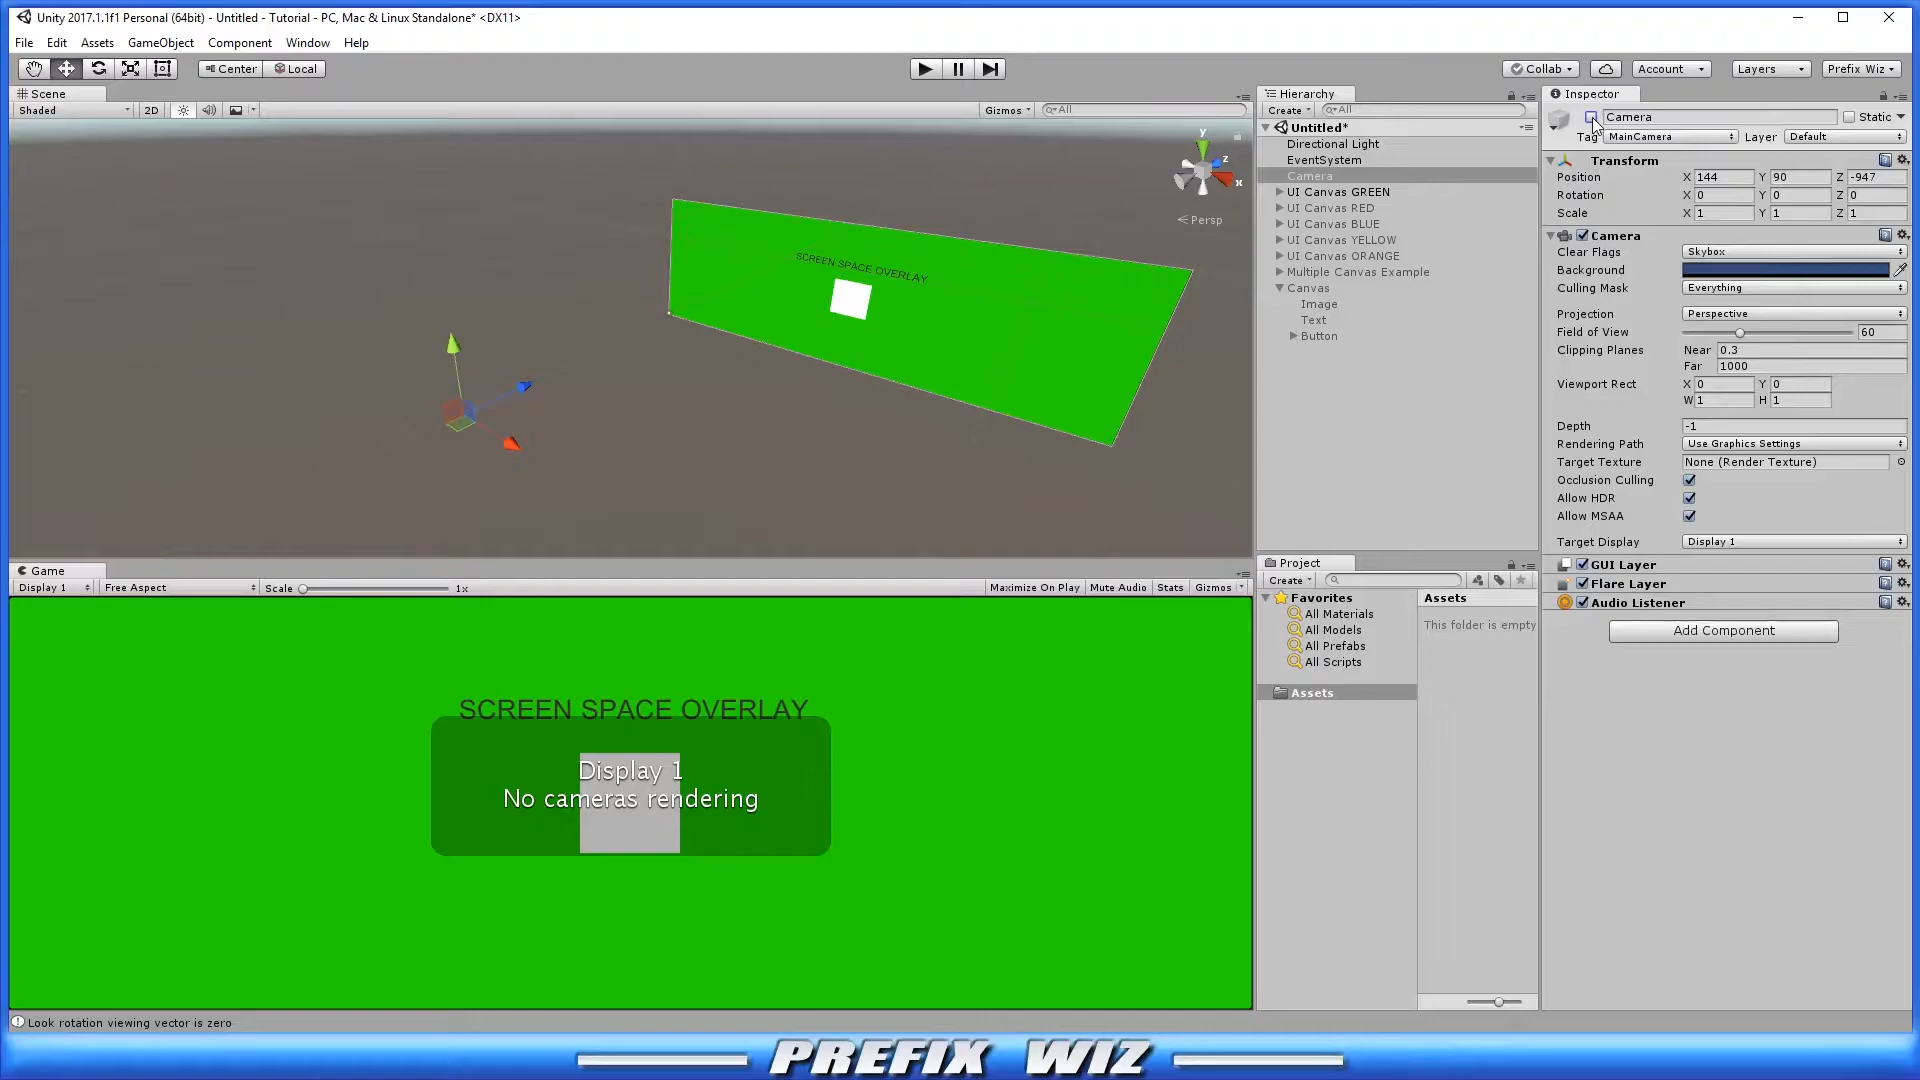 Unity 2017.1.1f1 Personal (64bit) - Untitled - Tutorial - PC, Mac & Linux Standalone* <DX11>
File Edit Assets GameObject Component Window Help
Center Local Collab Account Layers Prefix Wiz
Scene
Shaded 2D Gizmos All
y
z
x
Persp
Hierarchy
Create All
Untitled*
Directional Light
EventSystem
Camera
UI Canvas GREEN
UI Canvas RED
UI Canvas BLUE
UI Canvas YELLOW
UI Canvas ORANGE
Multiple Canvas Example
Canvas
Image
Text
Button
SCREEN SPACE OVERLAY
Inspector
Camera Static
Tag MainCamera Layer Default
Transform
Position X 144 Y 90 Z -947
Rotation X 0 Y 0 Z 0
Scale X 1 Y 1 Z 1
Camera
Clear Flags Skybox
Background
Culling Mask Everything
Projection Perspective
Field of View 60
Clipping Planes Near 0.3
Far 1000
Viewport Rect X 0 Y 0
W 1 H 1
Depth -1
Rendering Path Use Graphics Settings
Target Texture None (Render Texture)
Occlusion Culling
Allow HDR
Allow MSAA
Target Display Display 1
GUI Layer
Flare Layer
Audio Listener
Add Component
Game
Display 1 Free Aspect Scale 1x Maximize On Play Mute Audio Stats Gizmos
SCREEN SPACE OVERLAY
Display 1
No cameras rendering
Project
Create
Favorites
All Materials
All Models
All Prefabs
All Scripts
Assets
Assets
This folder is empty
Look rotation viewing vector is zero
PREFIX WIZ